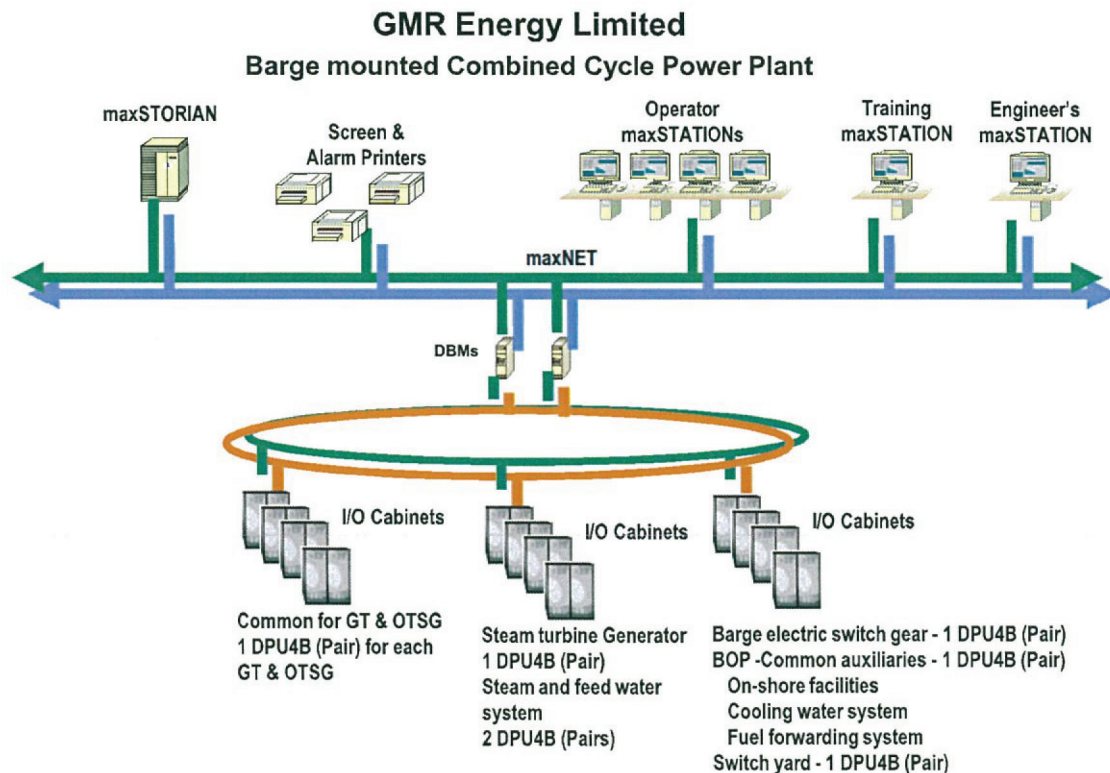 GMR Energy Limited
Barge mounted Combined Cycle Power Plant
maxSTORIAN
Screen &
Alarm Printers
Operator
maxSTATIONs
Training
maxSTATION
Engineer's
maxSTATION
maxNET
DBMs
I/O Cabinets
I/O Cabinets
I/O Cabinets
Common for GT & OTSG
1 DPU4B (Pair) for each
GT & OTSG
Steam turbine Generator
1 DPU4B (Pair)
Steam and feed water
system
2 DPU4B (Pairs)
Barge electric switch gear - 1 DPU4B (Pair)
BOP -Common auxiliaries - 1 DPU4B (Pair)
On-shore facilities
Cooling water system
Fuel forwarding system
Switch yard - 1 DPU4B (Pair)